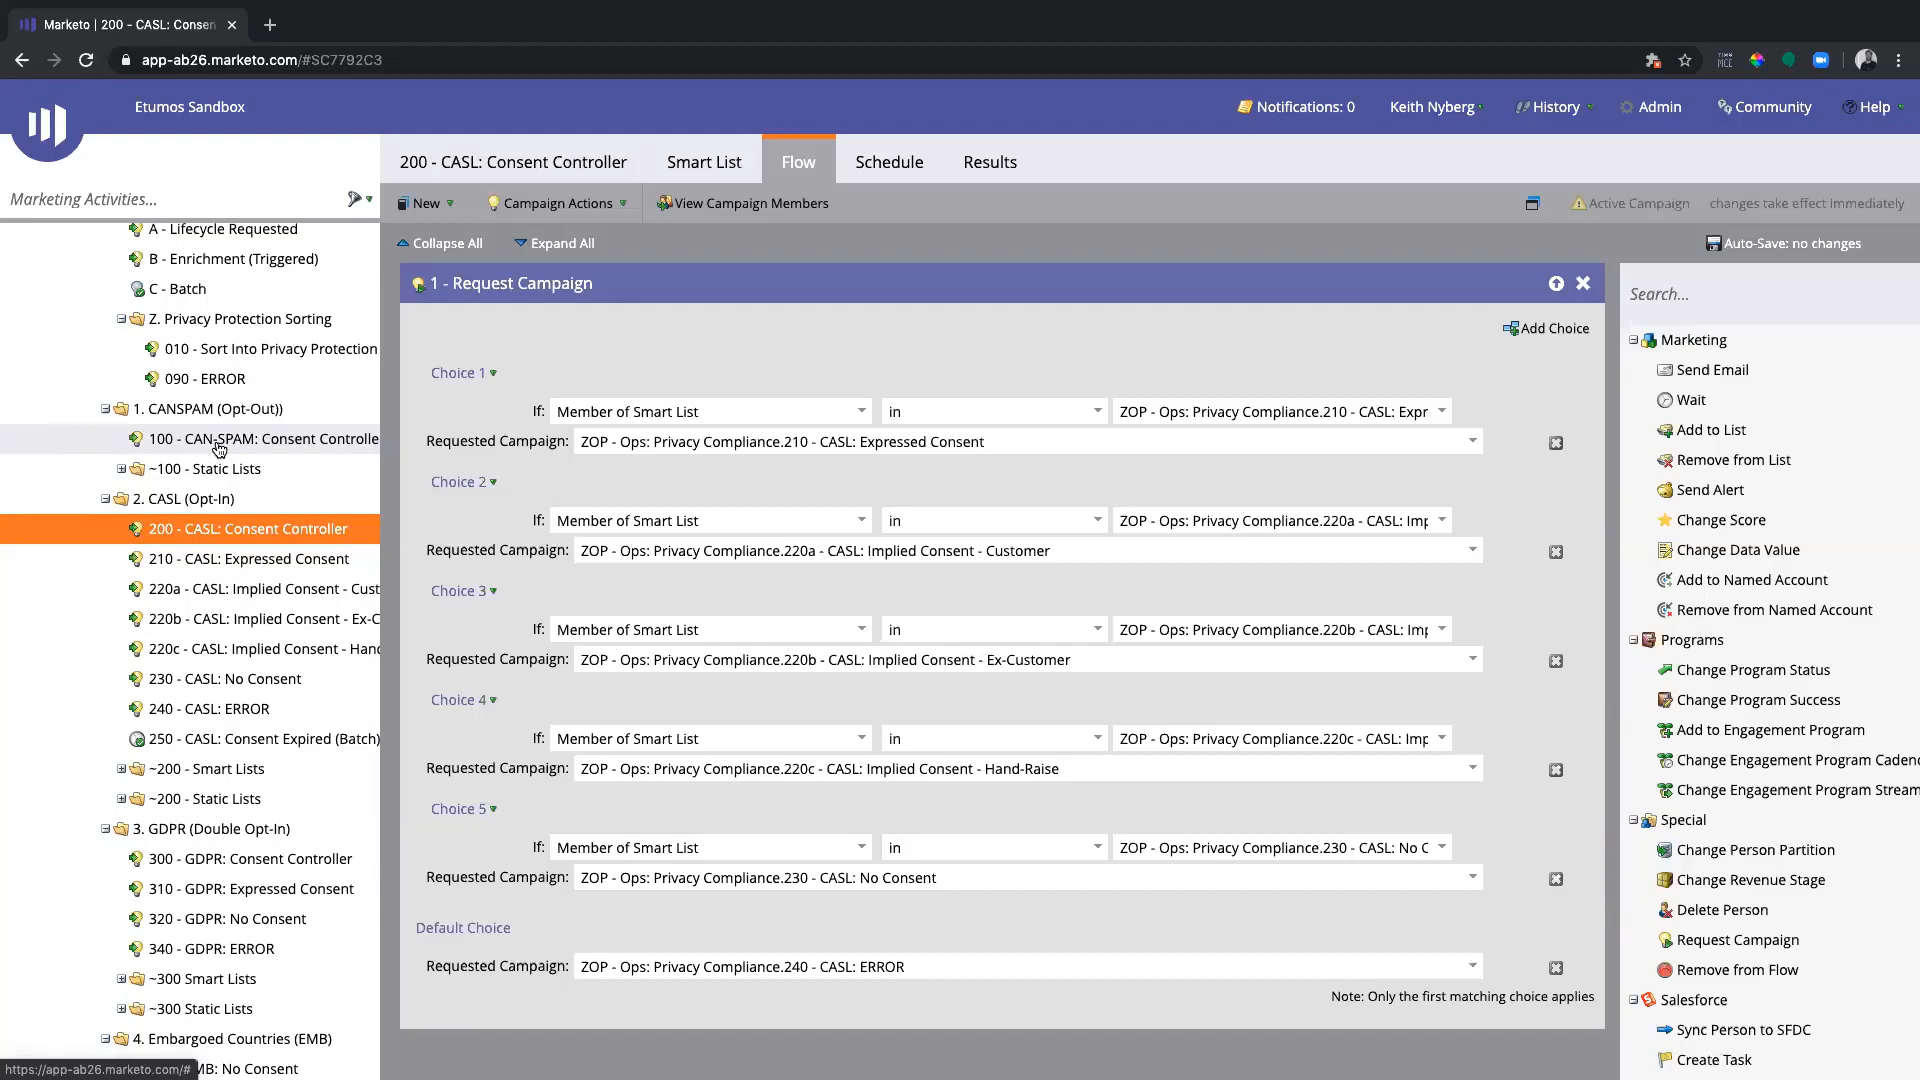 Marketo | 200 - CASL: Consen
app-ab26.marketo.com/#SC7792C3
Etumos Sandbox
Notifications: 0
Keith Nyberg
History
Admin
Community
Help
Marketing Activities...
200 - CASL: Consent Controller
Smart List
Flow
Schedule
Results
New
Campaign Actions
View Campaign Members
Active Campaign
changes take effect immediately
Collapse All
Expand All
Auto-Save: no changes
A - Lifecycle Requested
B - Enrichment (Triggered)
C - Batch
Z. Privacy Protection Sorting
010 - Sort Into Privacy Protection
090 - ERROR
1. CANSPAM (Opt-Out))
100 - CAN-SPAM: Consent Controlle
~100 - Static Lists
2. CASL (Opt-In)
200 - CASL: Consent Controller
210 - CASL: Expressed Consent
220a - CASL: Implied Consent - Cust
220b - CASL: Implied Consent - Ex-C
220c - CASL: Implied Consent - Hand
230 - CASL: No Consent
240 - CASL: ERROR
250 - CASL: Consent Expired (Batch)
~200 - Smart Lists
~200 - Static Lists
3. GDPR (Double Opt-In)
300 - GDPR: Consent Controller
310 - GDPR: Expressed Consent
320 - GDPR: No Consent
340 - GDPR: ERROR
~300 Smart Lists
~300 Static Lists
4. Embargoed Countries (EMB)
MB: No Consent
https://app-ab26.marketo.com/#
1 - Request Campaign
Add Choice
Choice 1
If: Member of Smart List in ZOP - Ops: Privacy Compliance.210 - CASL: Expr
Requested Campaign: ZOP - Ops: Privacy Compliance.210 - CASL: Expressed Consent
Choice 2
If: Member of Smart List in ZOP - Ops: Privacy Compliance.220a - CASL: Imp
Requested Campaign: ZOP - Ops: Privacy Compliance.220a - CASL: Implied Consent - Customer
Choice 3
If: Member of Smart List in ZOP - Ops: Privacy Compliance.220b - CASL: Imp
Requested Campaign: ZOP - Ops: Privacy Compliance.220b - CASL: Implied Consent - Ex-Customer
Choice 4
If: Member of Smart List in ZOP - Ops: Privacy Compliance.220c - CASL: Imp
Requested Campaign: ZOP - Ops: Privacy Compliance.220c - CASL: Implied Consent - Hand-Raise
Choice 5
If: Member of Smart List in ZOP - Ops: Privacy Compliance.230 - CASL: No C
Requested Campaign: ZOP - Ops: Privacy Compliance.230 - CASL: No Consent
Default Choice
Requested Campaign: ZOP - Ops: Privacy Compliance.240 - CASL: ERROR
Note: Only the first matching choice applies
Search...
Marketing
Send Email
Wait
Add to List
Remove from List
Send Alert
Change Score
Change Data Value
Add to Named Account
Remove from Named Account
Programs
Change Program Status
Change Program Success
Add to Engagement Program
Change Engagement Program Cadenc
Change Engagement Program Stream
Special
Change Person Partition
Change Revenue Stage
Delete Person
Request Campaign
Remove from Flow
Salesforce
Sync Person to SFDC
Create Task